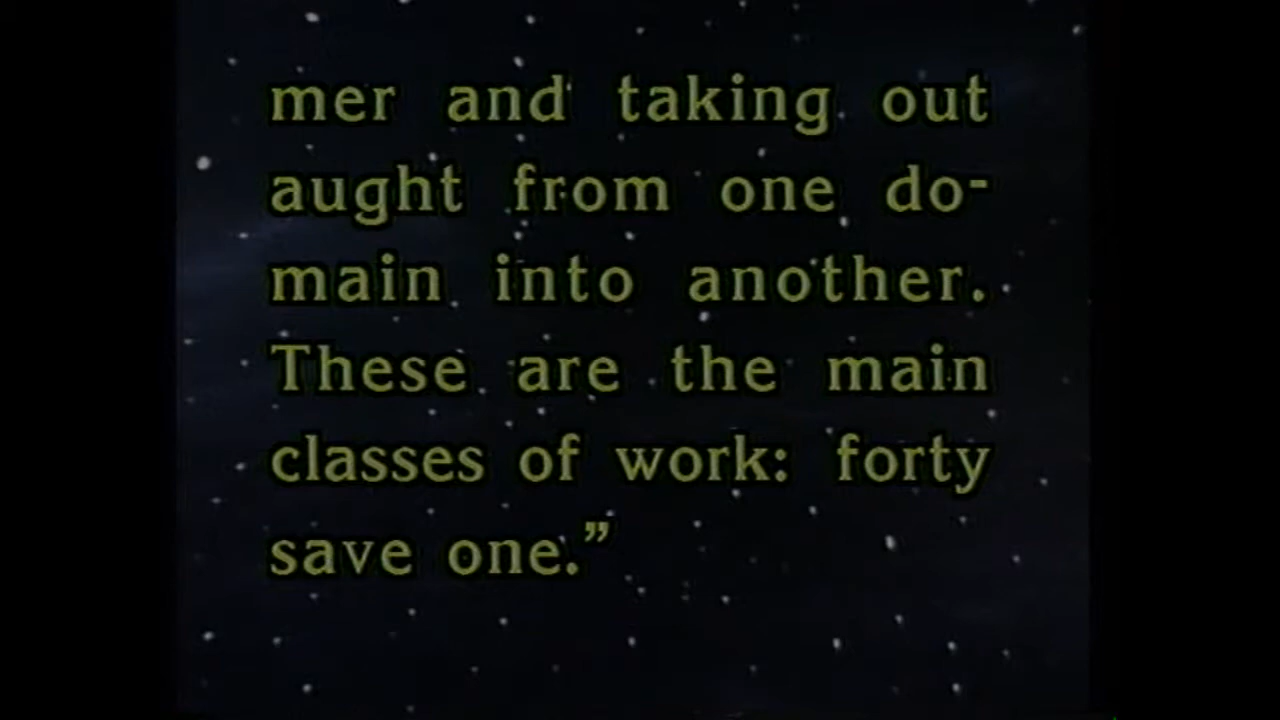 mer and taking out
aught from one do-
main into another.
These are the main
classes of work: forty
save one.”